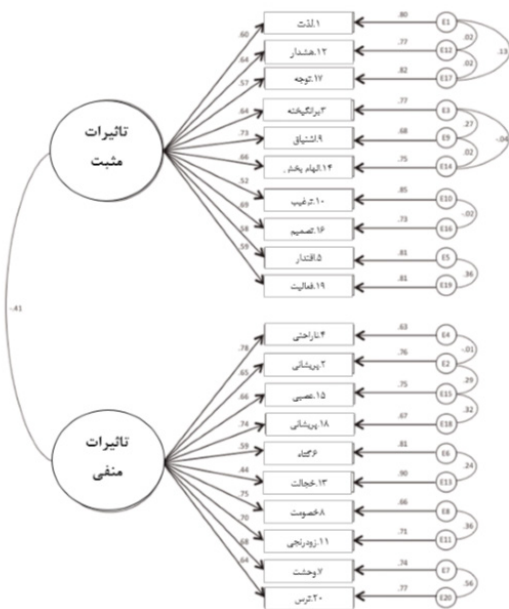 .60
۱.لذت
.80
E1
.64
۱۲.هشدار
.77
E12
.57
۱۷.توجه
.82
E17
.02
.02
.13
.64
۳.برانگیخته
.77
E3
.73
۹.اشتیاق
.68
E9
.66
۱۴.الهام بخش
.75
E14
.27
.02
-.04
.52
۱۰.ترغیب
.85
E10
.69
۱۶.تصمیم
.73
E16
-.02
.58
۵.اقتدار
.81
E5
.59
۱۹.فعالیت
.81
E19
.36
تاثیرات
مثبت
-.41
.78
۴.ناراحتی
.63
E4
.65
۲.پریشانی
.76
E2
.66
۱۵.عصبی
.75
E15
.74
۱۸.پریشانی
.67
E18
-.01
.29
.32
.59
۶.گناه
.81
E6
.44
۱۳.خجالت
.90
E13
.24
.75
۸.خصومت
.66
E8
.70
۱۱.زودرنجی
.71
E11
.36
.68
۷.وحشت
.74
E7
.64
۲۰.ترس
.77
E20
.56
تاثیرات
منفی